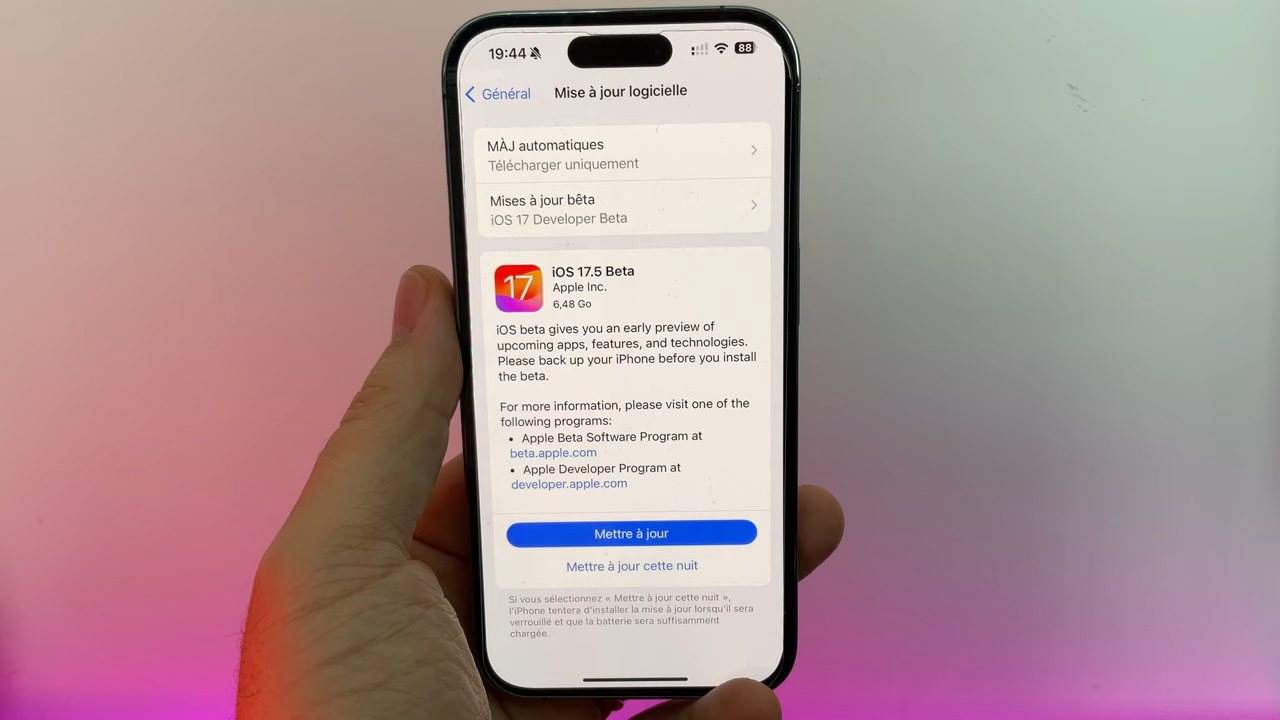 19:44
88
Général
Mise à jour logicielle
MÀJ automatiques
Télécharger uniquement
Mises à jour bêta
iOS 17 Developer Beta
17
iOS 17.5 Beta
Apple Inc.
6,48 Go
iOS beta gives you an early preview of
upcoming apps, features, and technologies.
Please back up your iPhone before you install
the beta.
For more information, please visit one of the
following programs:
• Apple Beta Software Program at
beta.apple.com
• Apple Developer Program at
developer.apple.com
Mettre à jour
Mettre à jour cette nuit
Si vous sélectionnez « Mettre à jour cette nuit »,
l'iPhone tentera d'installer la mise à jour lorsqu'il sera
verrouillé et que la batterie sera suffisamment
chargée.